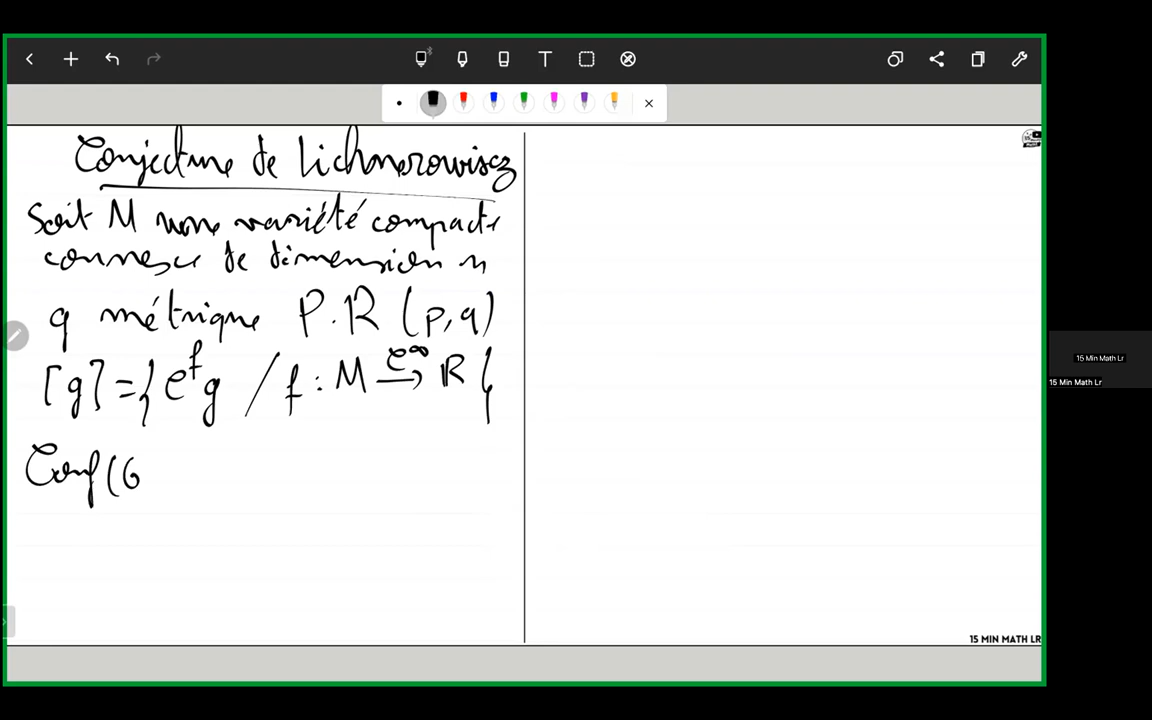 Conjecture de Lichnerowisez
Soit M une variété compacte
connexe de dimension n
g métrique P.R (p,q)
[g] = { e^f g / f : M →^{C^∞} ℝ }
Conf(G
15 MIN MATH LR
15 Min Math Lr
15 Min Math Lr